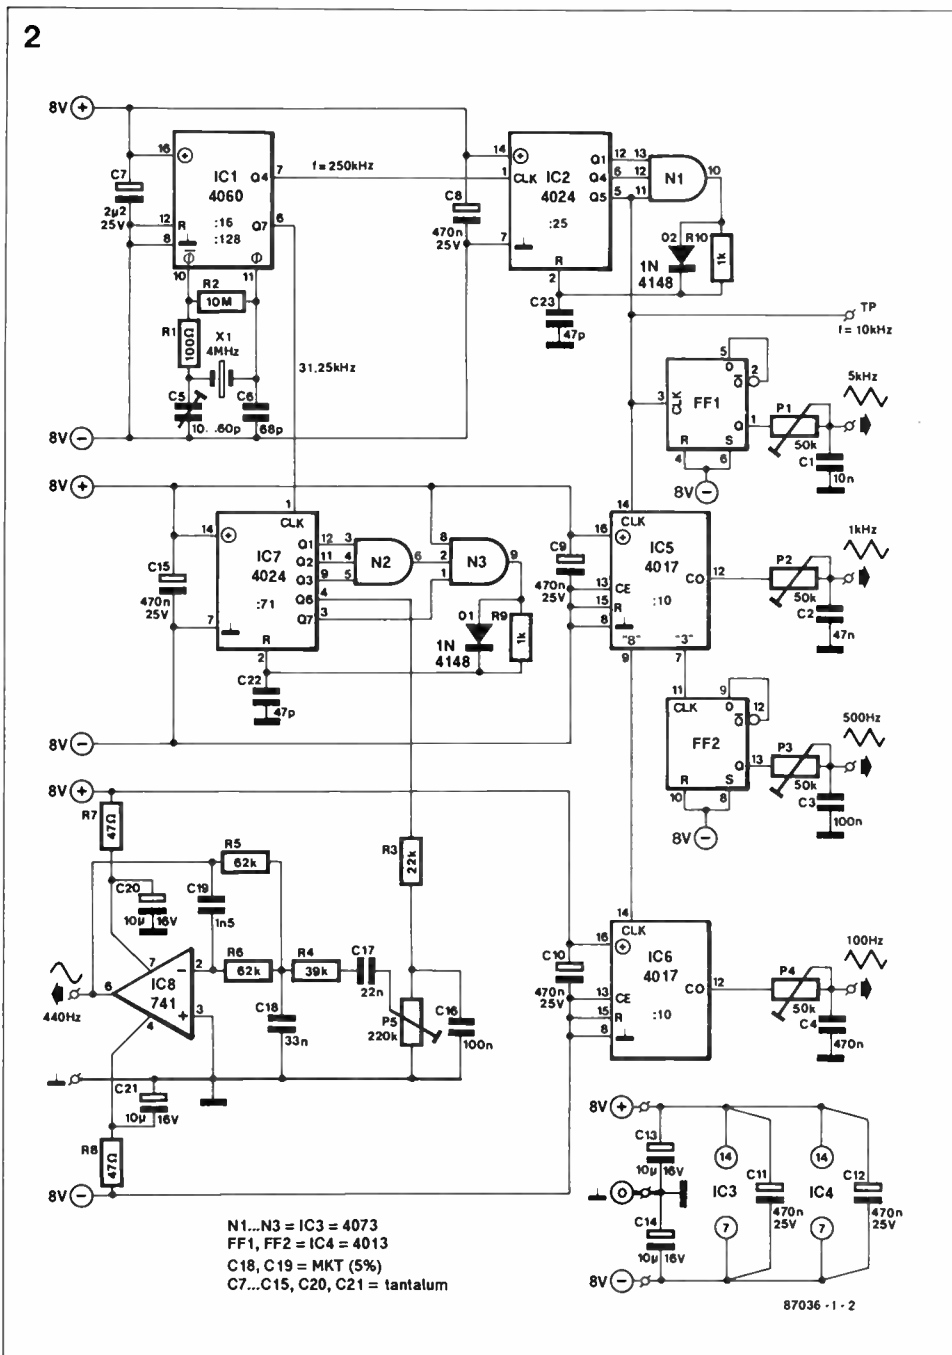 2
8V +
16
+
IC1
4060
Q4
7
f=250kHz
:16
:128
Q7
6
12
R
8
10
11
C7
2µ2
25V
R2
10M
R1
100Ω
X1
4MHz
C5
10...60p
C6
68p
8V −
31,25kHz
C8
470n
25V
14
+
1
CLK
IC2
4024
:25
7
R
2
Q1
12
13
Q4
6
12
Q5
5
11
N1
10
D2
R10
1k
1N
4148
C23
47p
TP
f = 10kHz
3
CLK
FF1
5
D
Q
2
Q
1
R
S
4
6
8V −
P1
50k
5kHz
C1
10n
8V +
C15
470n
25V
14
+
1
CLK
IC7
4024
:71
7
R
2
Q1
12
3
Q2
11
4
Q3
9
5
Q6
4
Q7
3
N2
6
8
2
1
N3
9
D1
R9
1k
1N
4148
C22
47p
8V −
C9
470n
25V
14
CLK
16
+
IC5
4017
13
CE
15
R
8
:10
CO
12
"8"
"3"
9
7
P2
50k
1kHz
C2
47n
11
CLK
FF2
9
D
Q
12
Q
13
R
S
10
8
8V −
P3
50k
500Hz
C3
100n
8V +
R7
47Ω
C20
10µ
16V
R5
62k
C19
1n5
R6
62k
R4
39k
C17
22n
R3
22k
7
IC8
741
−
2
+
3
6
4
440Hz
C18
33n
P5
220k
C16
100n
C21
10µ
16V
R8
47Ω
8V −
C10
470n
25V
14
CLK
16
+
IC6
4017
13
CE
15
R
8
:10
CO
12
P4
50k
100Hz
C4
470n
8V +
C13
10µ
16V
0
C14
10µ
16V
14
IC3
7
C11
470n
25V
14
IC4
7
C12
470n
25V
8V −
N1...N3 = IC3 = 4073
FF1, FF2 = IC4 = 4013
C18, C19 = MKT (5%)
C7...C15, C20, C21 = tantalum
87036 - 1 - 2